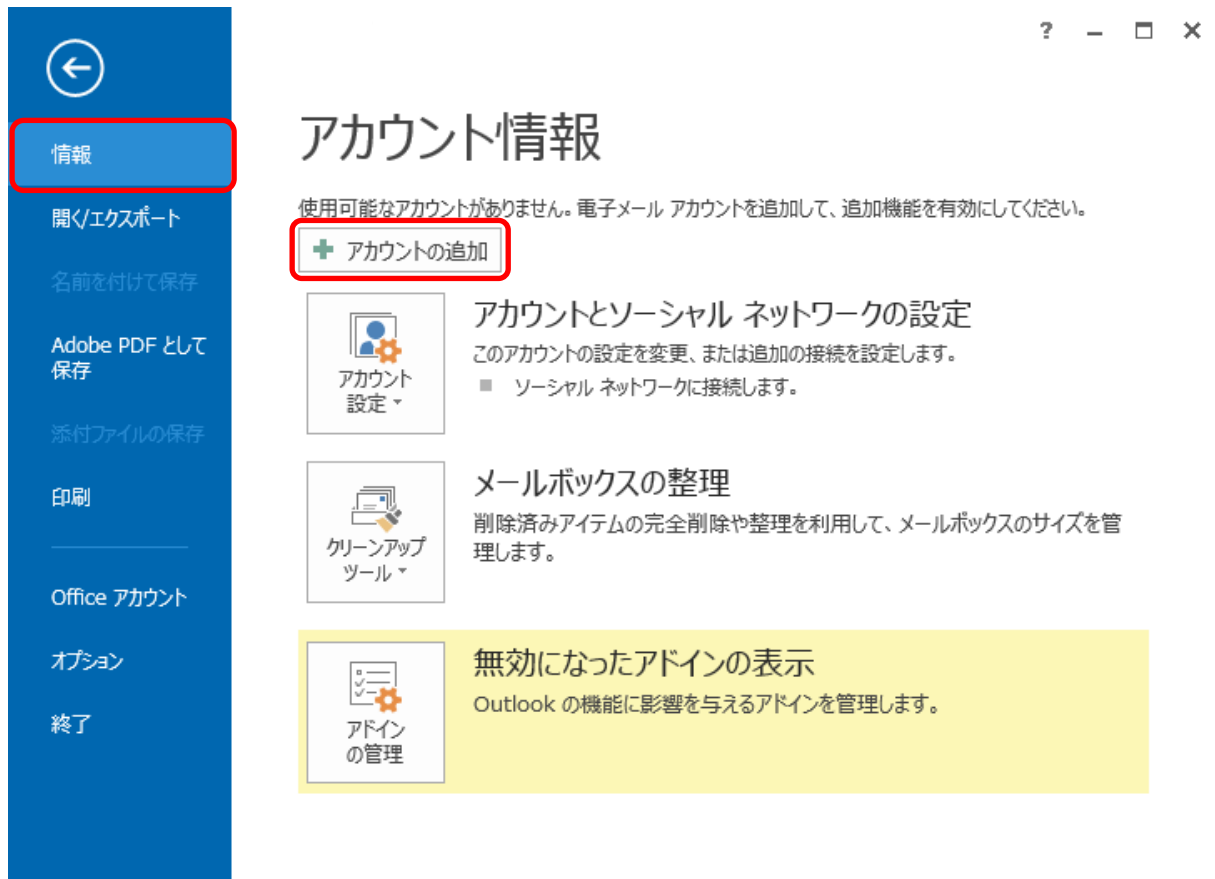 ?
情報
開く/エクスポート
名前を付けて保存
Adobe PDF として
保存
添付ファイルの保存
印刷
Office アカウント
オプション
終了
アカウント情報
使用可能なアカウントがありません。電子メール アカウントを追加して、追加機能を有効にしてください。
アカウントの追加
アカウント
設定
アカウントとソーシャル ネットワークの設定
このアカウントの設定を変更、または追加の接続を設定します。
ソーシャル ネットワークに接続します。
クリーンアップ
ツール
メールボックスの整理
削除済みアイテムの完全削除や整理を利用して、メールボックスのサイズを管
理します。
アドイン
の管理
無効になったアドインの表示
Outlook の機能に影響を与えるアドインを管理します。